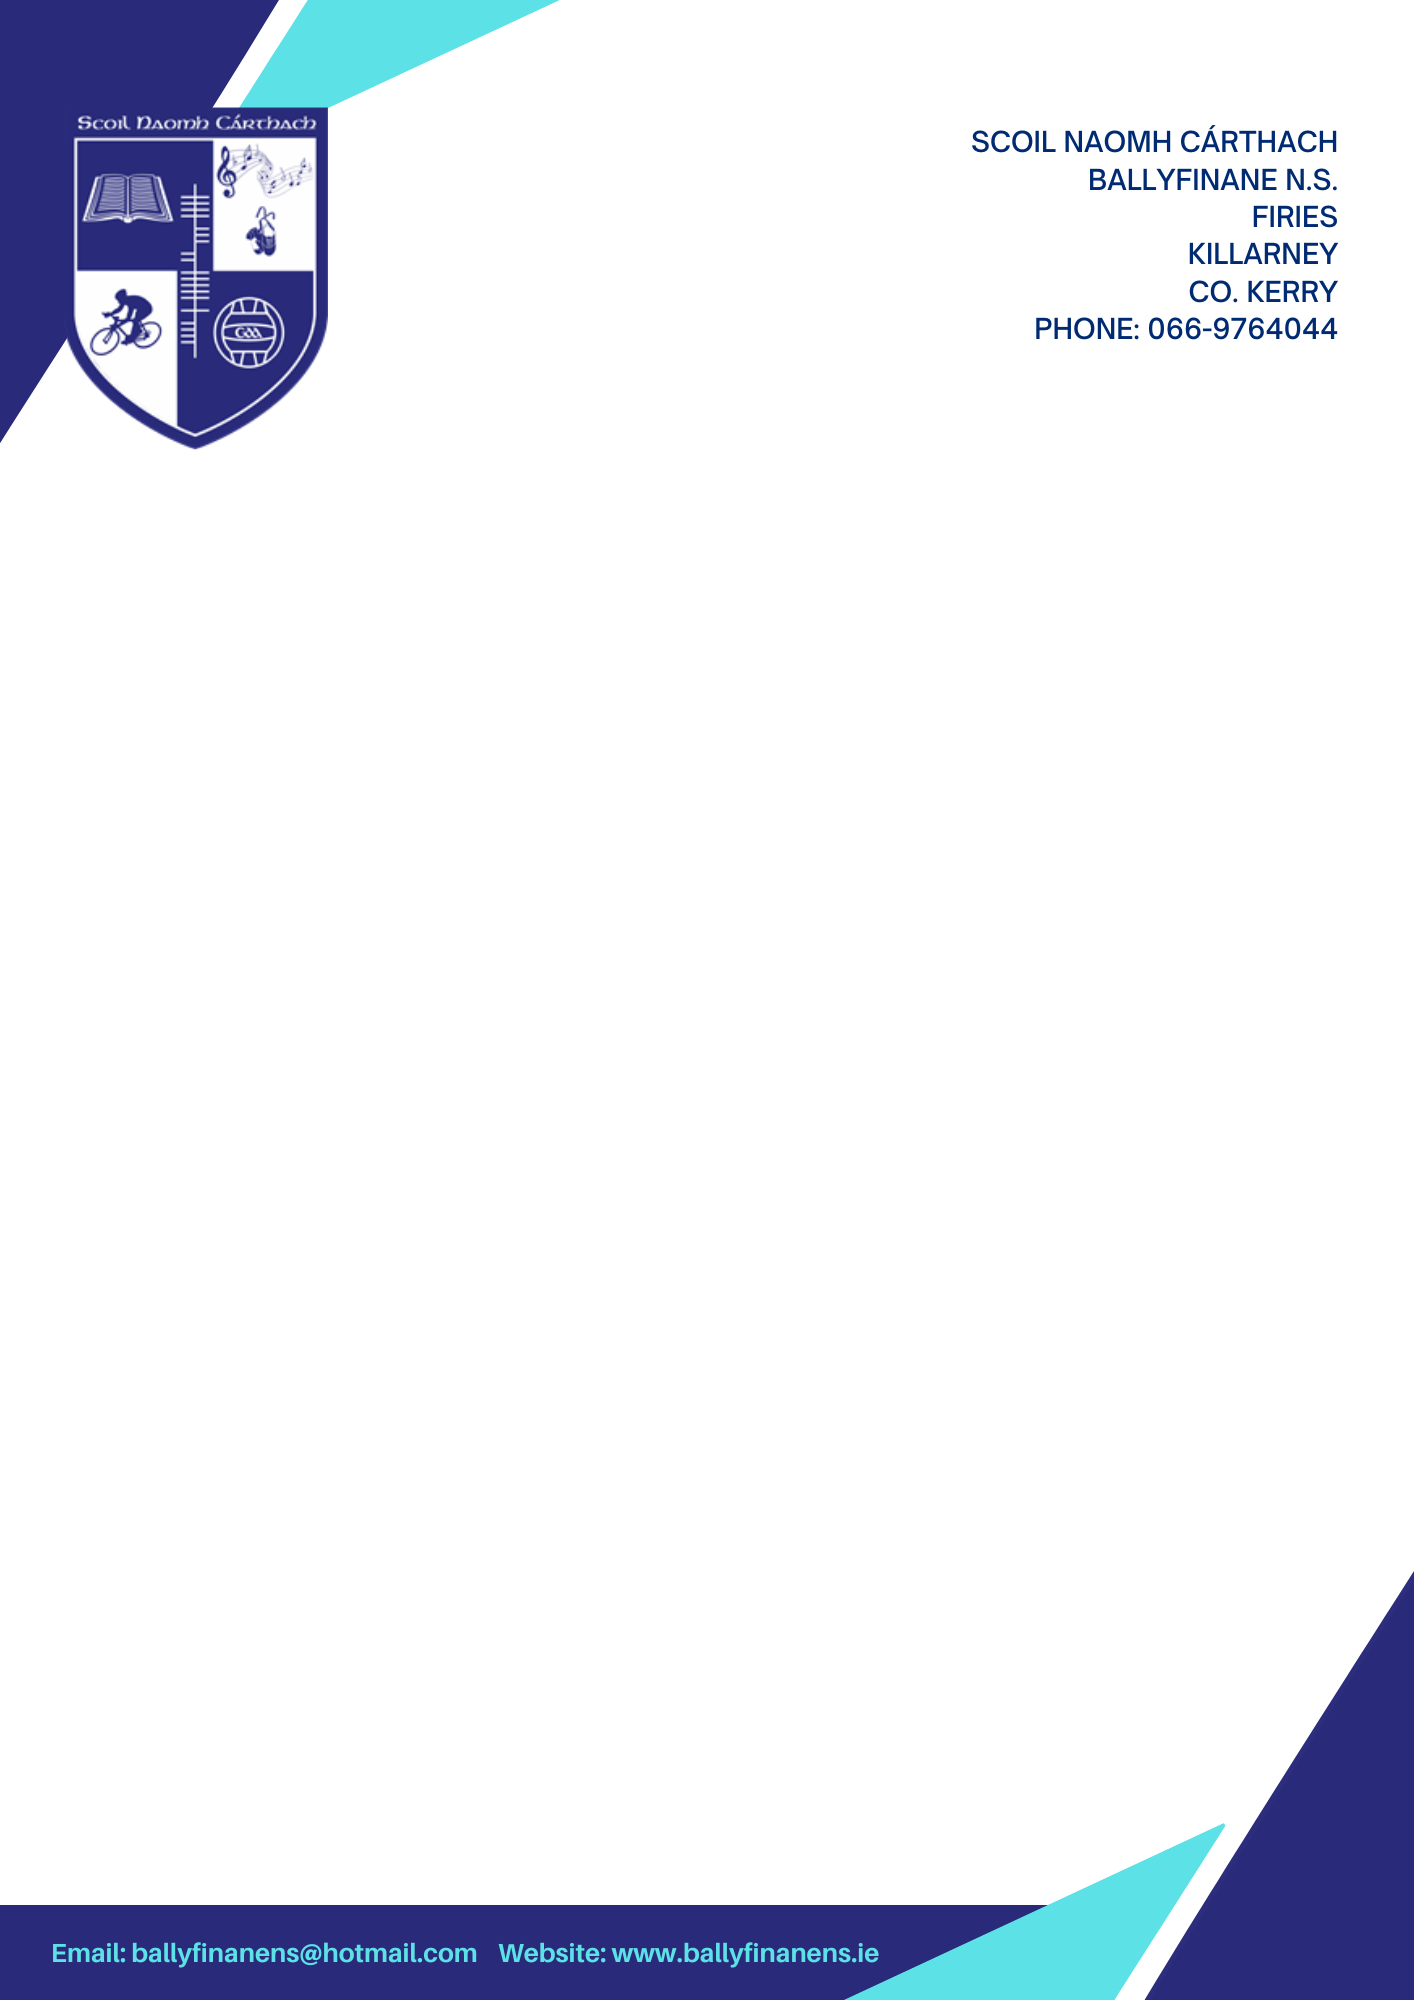 Scoil Naomh Cárthach
SCOIL NAOMH CÁRTHACH
BALLYFINANE N.S.
FIRIES
KILLARNEY
CO. KERRY
PHONE: 066-9764044
GAA
Email: ballyfinanens@hotmail.com Website: www.ballyfinanens.ie